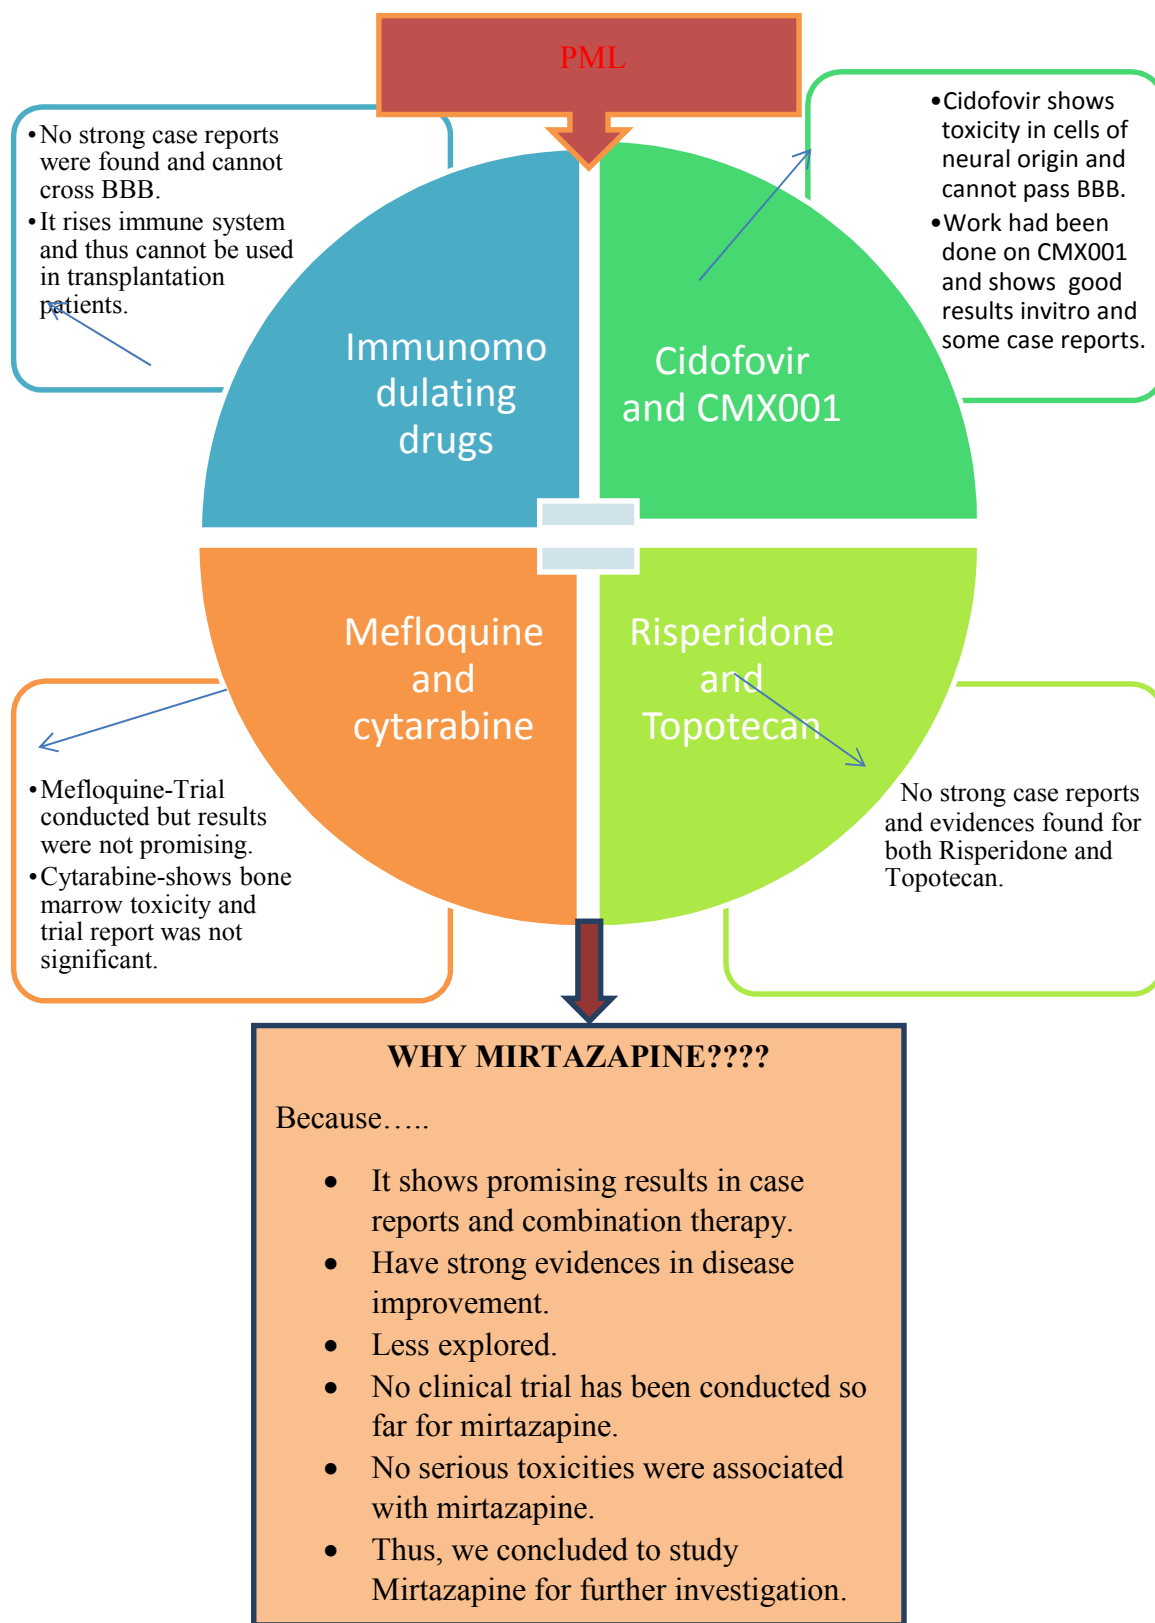 PML
•No strong case reports
were found and cannot
cross BBB.
•It rises immune system
and thus cannot be used
in transplantation
patients.
•Cidofovir shows
toxicity in cells of
neural origin and
cannot pass BBB.
•Work had been
done on CMX001
and shows good
results invitro and
some case reports.
Immunomo
dulating
drugs
Cidofovir
and CMX001
Mefloquine
and
cytarabine
Risperidone
and
Topotecan
•Mefloquine-Trial
conducted but results
were not promising.
•Cytarabine-shows bone
marrow toxicity and
trial report was not
significant.
No strong case reports
and evidences found for
both Risperidone and
Topotecan.
WHY MIRTAZAPINE????
Because…..
• It shows promising results in case
reports and combination therapy.
• Have strong evidences in disease
improvement.
• Less explored.
• No clinical trial has been conducted so
far for mirtazapine.
• No serious toxicities were associated
with mirtazapine.
• Thus, we concluded to study
Mirtazapine for further investigation.